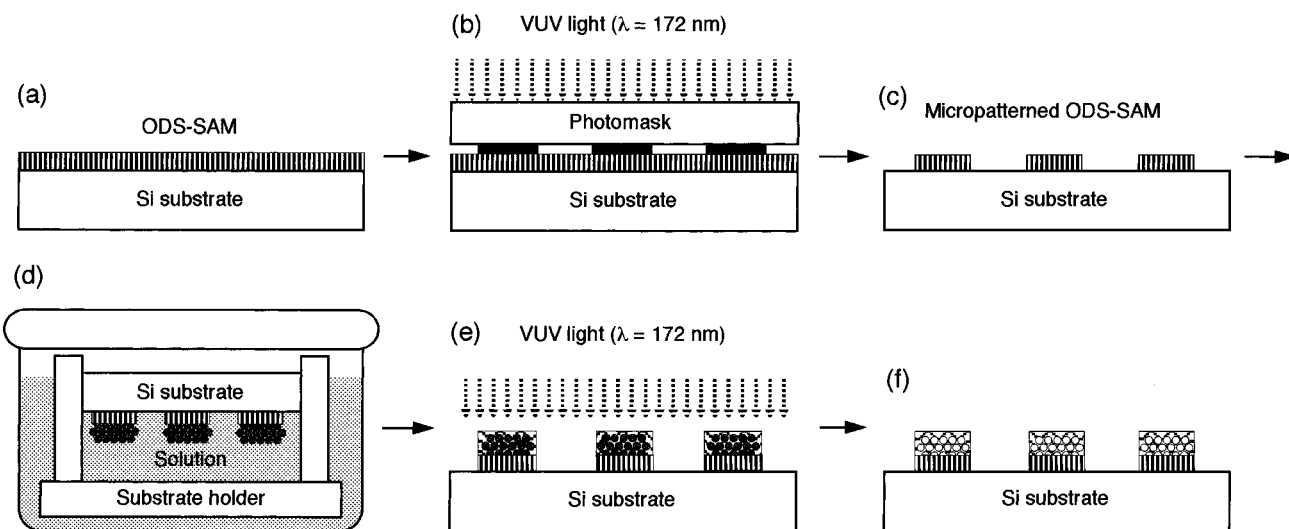 (a)
ODS-SAM
Si substrate
(b)
VUV light (λ = 172 nm)
Photomask
Si substrate
(c)
Micropatterned ODS-SAM
Si substrate
(d)
Si substrate
Solution
Substrate holder
(e)
VUV light (λ = 172 nm)
Si substrate
(f)
Si substrate